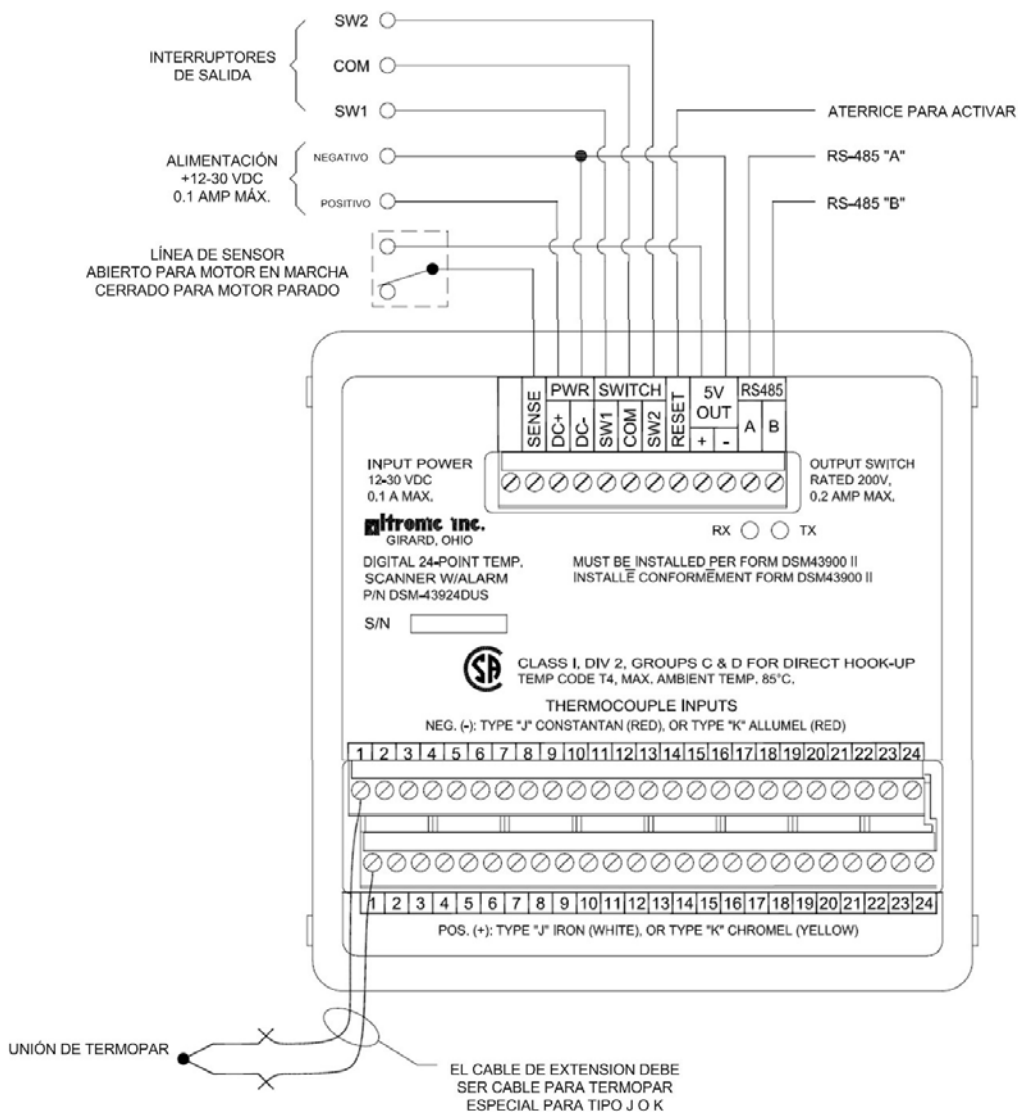 SW2
INTERRUPTORES
DE SALIDA
COM
SW1
ATERRICE PARA ACTIVAR
ALIMENTACIÓN
+12-30 VDC
0.1 AMP MÁX.
NEGATIVO
RS-485 "A"
POSITIVO
RS-485 "B"
LÍNEA DE SENSOR
ABIERTO PARA MOTOR EN MARCHA
CERRADO PARA MOTOR PARADO
PWR SWITCH 5V OUT RS485
SENSE DC+ DC- SW1 COM SW2 RESET + - A B
INPUT POWER
12-30 VDC
0.1 A MAX.
OUTPUT SWITCH
RATED 200V,
0.2 AMP MAX.
altronic inc.
GIRARD, OHIO
RX TX
DIGITAL 24-POINT TEMP.
SCANNER W/ALARM
P/N DSM-43924DUS
MUST BE INSTALLED PER FORM DSM43900 II
INSTALLĒ CONFORMĒMENT FORM DSM43900 II
S/N
CSA
CLASS I, DIV 2, GROUPS C & D FOR DIRECT HOOK-UP
TEMP CODE T4, MAX. AMBIENT TEMP. 85°C.
THERMOCOUPLE INPUTS
NEG. (-): TYPE "J" CONSTANTAN (RED), OR TYPE "K" ALLUMEL (RED)
1 2 3 4 5 6 7 8 9 10 11 12 13 14 15 16 17 18 19 20 21 22 23 24
1 2 3 4 5 6 7 8 9 10 11 12 13 14 15 16 17 18 19 20 21 22 23 24
POS. (+): TYPE "J" IRON (WHITE), OR TYPE "K" CHROMEL (YELLOW)
UNIÓN DE TERMOPAR
EL CABLE DE EXTENSION DEBE
SER CABLE PARA TERMOPAR
ESPECIAL PARA TIPO J O K